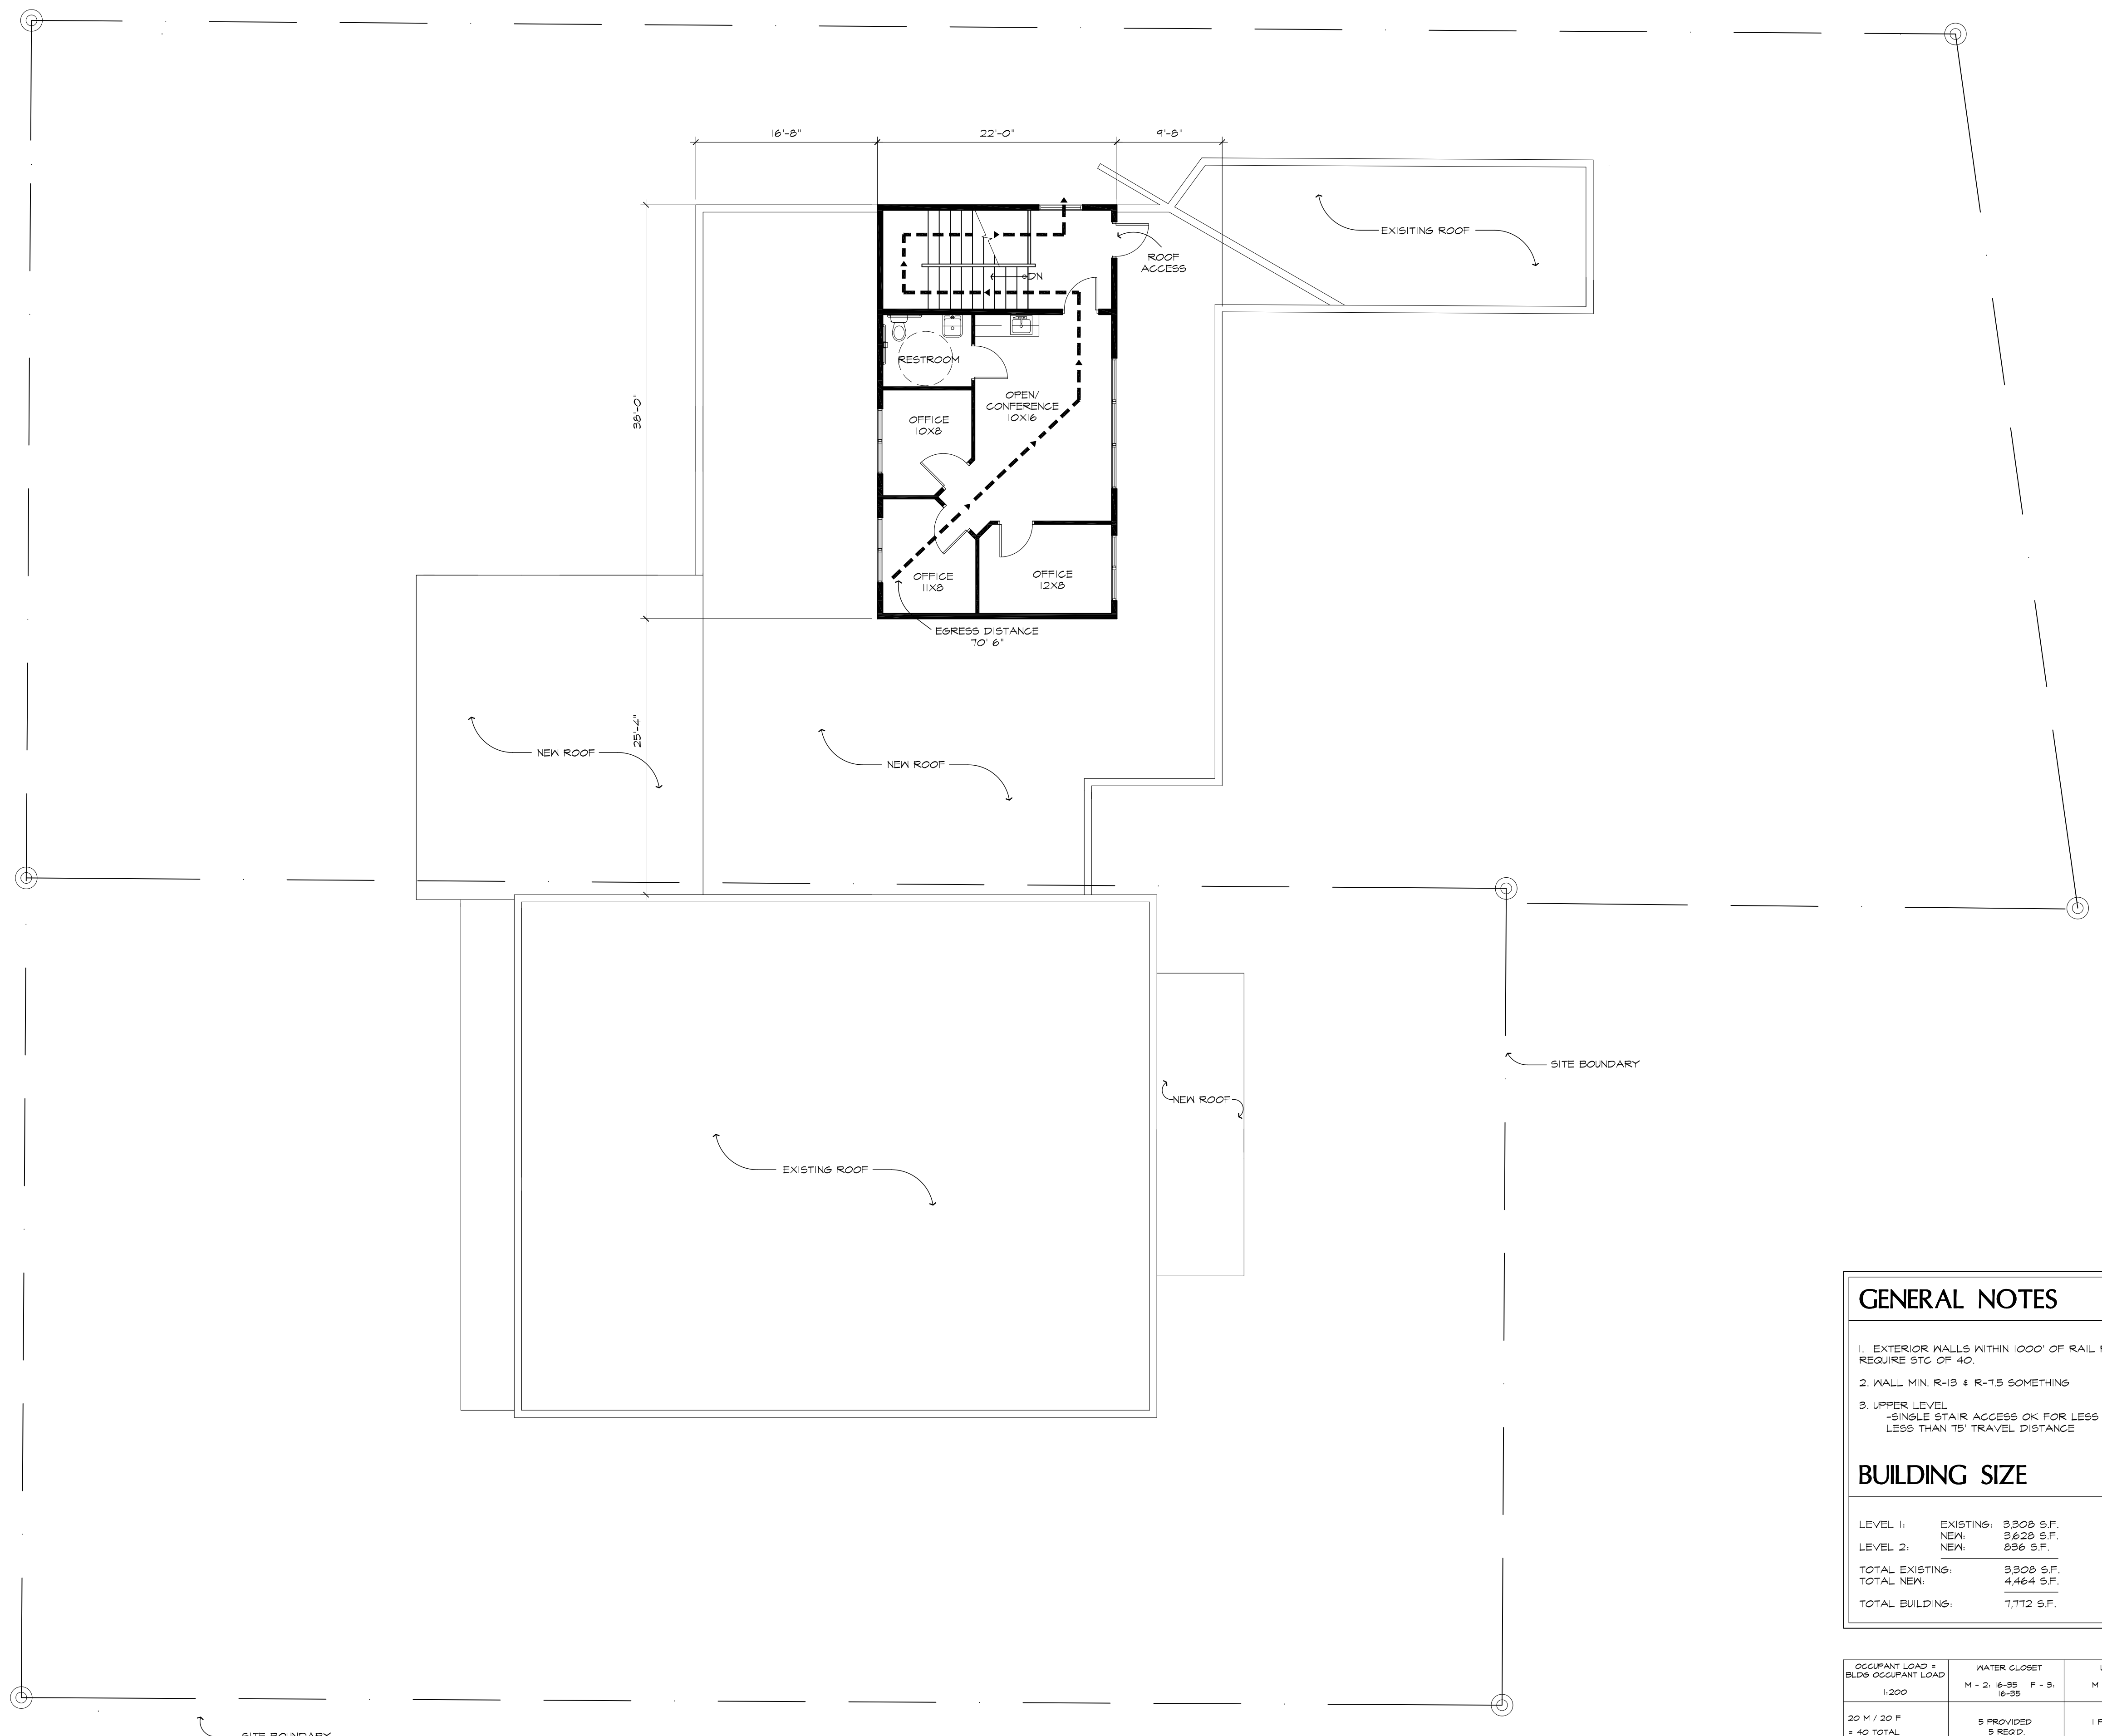 16'-8"
22'-0"
9'-8"
EXISITING ROOF
ROOF
ACCESS
DN
RESTROOM
38'-0"
OPEN/
CONFERENCE
10X16
OFFICE
10X8
OFFICE
11X8
OFFICE
12X8
EGRESS DISTANCE
70' 6"
25'-4"
NEW ROOF
NEW ROOF
SITE BOUNDARY
NEW ROOF
EXISTING ROOF
GENERAL NOTES
1. EXTERIOR WALLS WITHIN 1000' OF RAIL
REQUIRE STC OF 40.
2. WALL MIN. R-13 & R-7.5 SOMETHING
3. UPPER LEVEL
-SINGLE STAIR ACCESS OK FOR LESS
LESS THAN 75' TRAVEL DISTANCE
BUILDING SIZE
LEVEL 1: EXISTING: 3,308 S.F.
NEW: 3,628 S.F.
LEVEL 2: NEW: 836 S.F.
TOTAL EXISTING: 3,308 S.F.
TOTAL NEW: 4,464 S.F.
TOTAL BUILDING: 7,772 S.F.
OCCUPANT LOAD =
BLDG OCCUPANT LOAD
1:200
WATER CLOSET
M - 2: 16-35 F - 3:
16-35
M
20 M / 20 F
= 40 TOTAL
5 PROVIDED
5 REQ'D.
1
SITE BOUNDARY